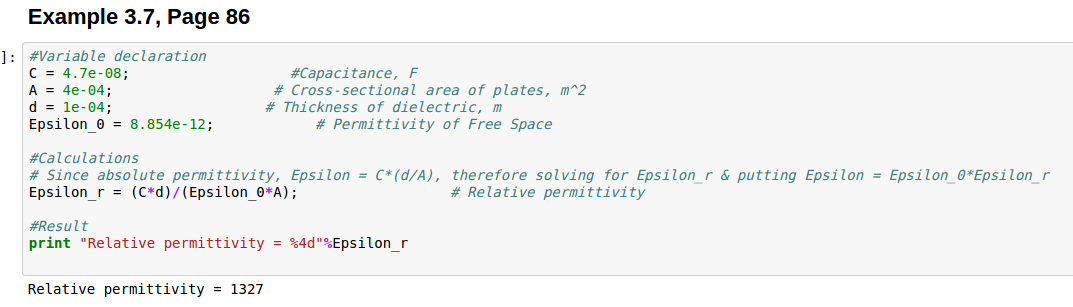 Example 3.7, Page 86
]: #Variable declaration
C = 4.7e-08; #Capacitance, F
A = 4e-04; # Cross-sectional area of plates, m^2
d = 1e-04; # Thickness of dielectric, m
Epsilon_0 = 8.854e-12; # Permittivity of Free Space
#Calculations
# Since absolute permittivity, Epsilon = C*(d/A), therefore solving for Epsilon_r & putting Epsilon = Epsilon_0*Epsilon_r
Epsilon_r = (C*d)/(Epsilon_0*A); # Relative permittivity
#Result
print "Relative permittivity = %4d"%Epsilon_r
Relative permittivity = 1327